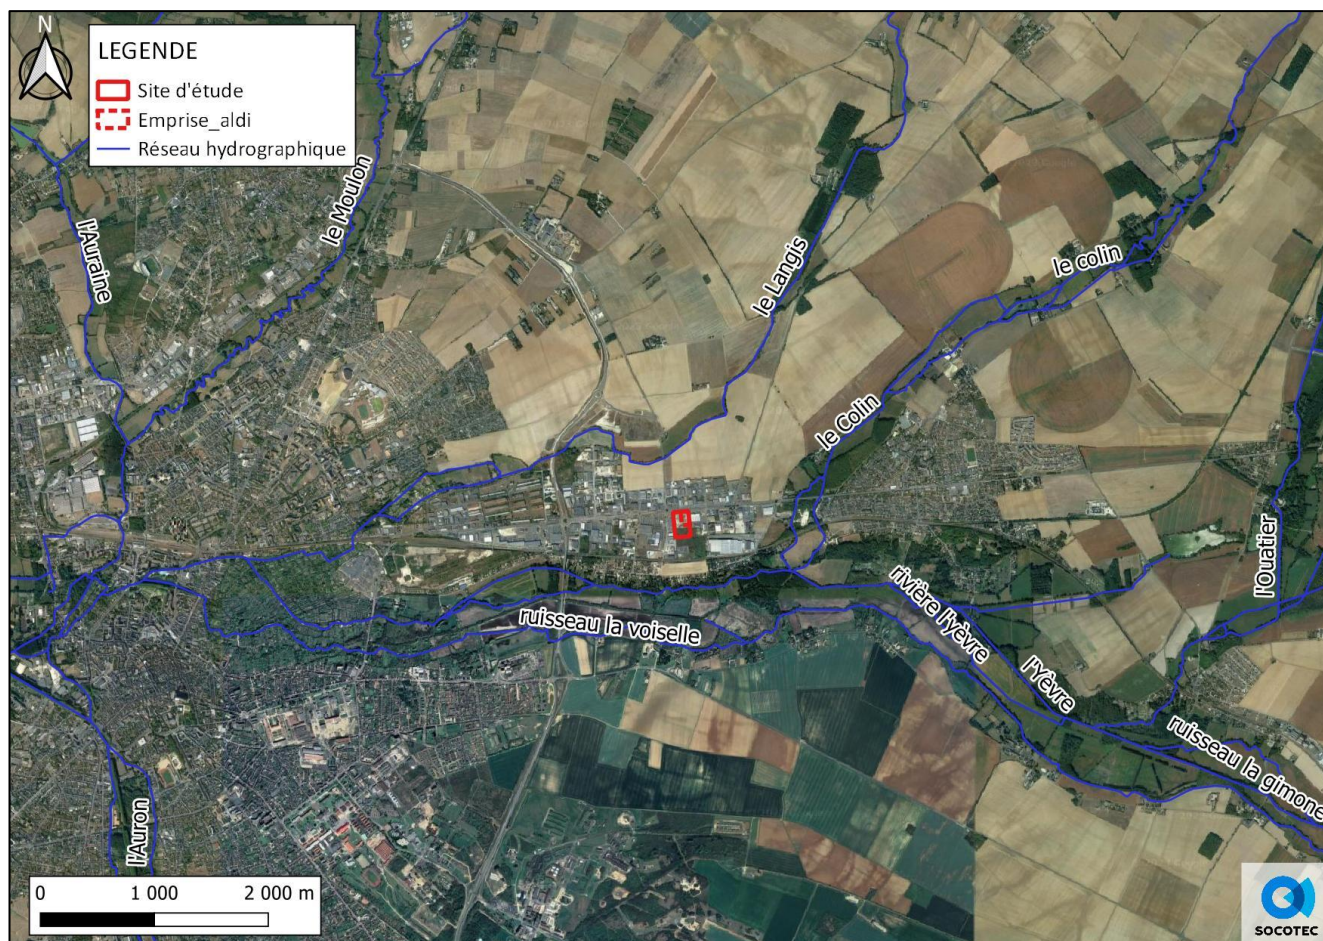 N
LEGENDE
Site d'étude
Emprise_aldi
Réseau hydrographique
le Moulon
l'Auraine
le Langis
le colin
le Colin
l'Ouatier
rivière l'yèvre
ruisseau la voiselle
l'Yèvre
ruisseau la gimone
l'Auron
0 1 000 2 000 m
SOCOTEC